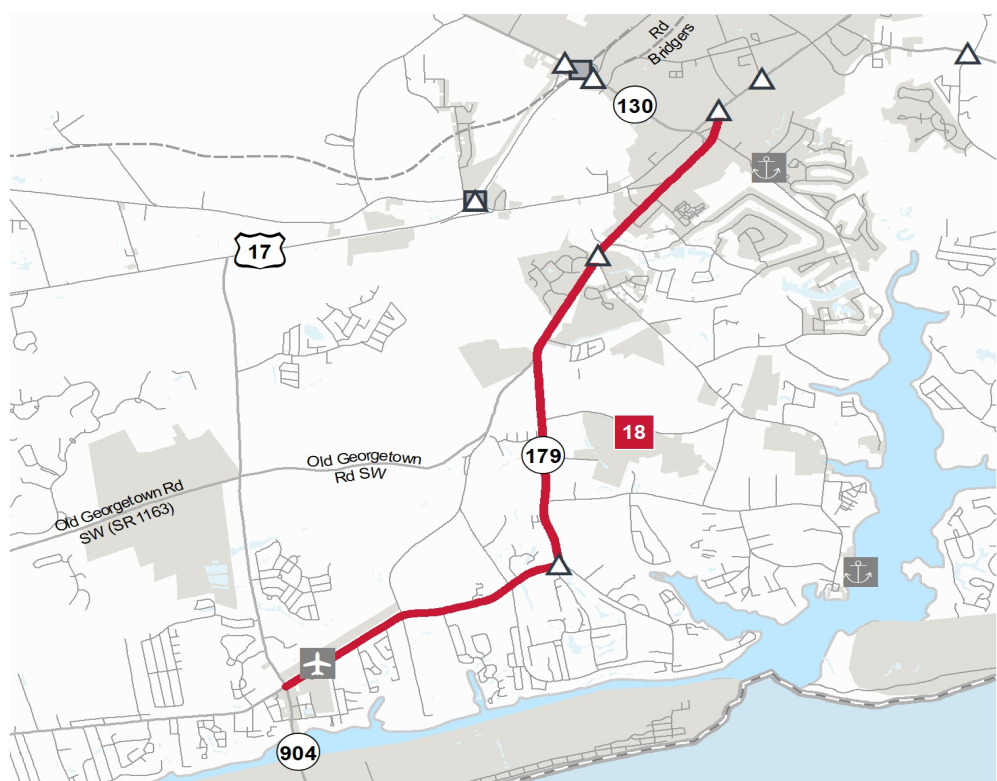 Rd
Bridgers
130
17
18
179
Old Georgetown
Rd SW
Old Georgetown Rd
SW (SR 1163)
904